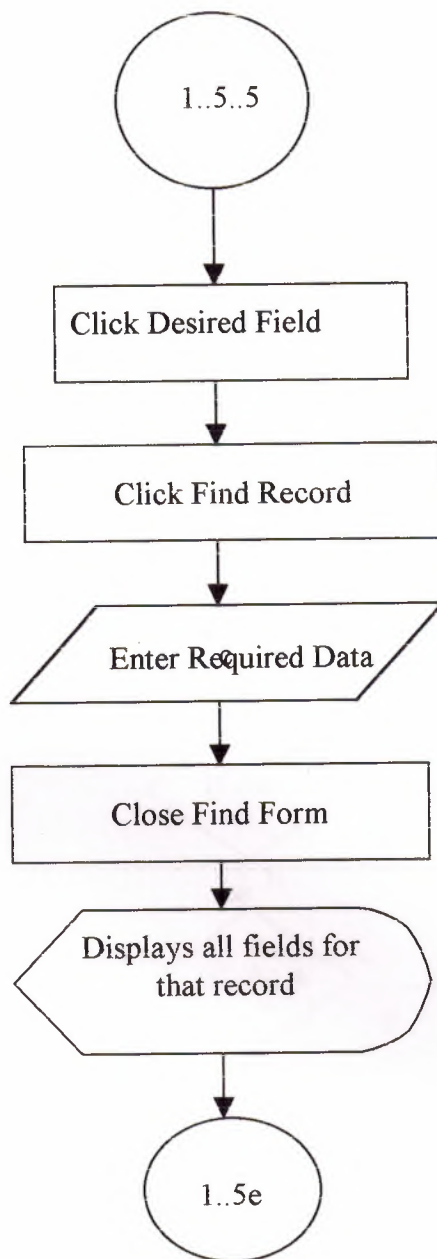 1..5..5
Click Desired Field
Click Find Record
Enter Required Data
Close Find Form
Displays all fields for
that record
1..5e